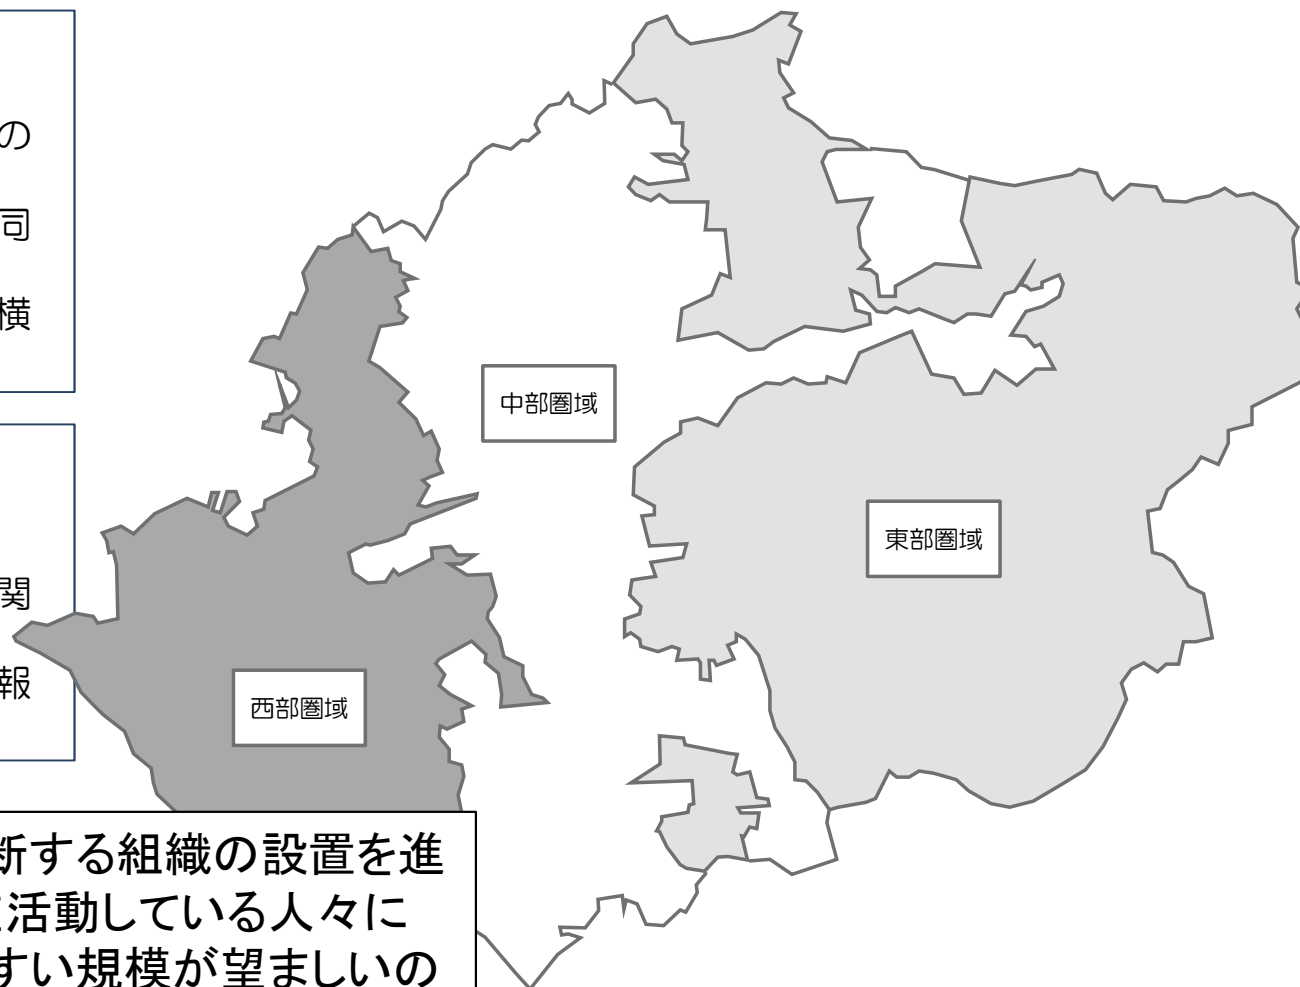 の
同
横
関
報
中部圏域
東部圏域
西部圏域
断する組織の設置を進
活動している人々に
すい規模が望ましいの